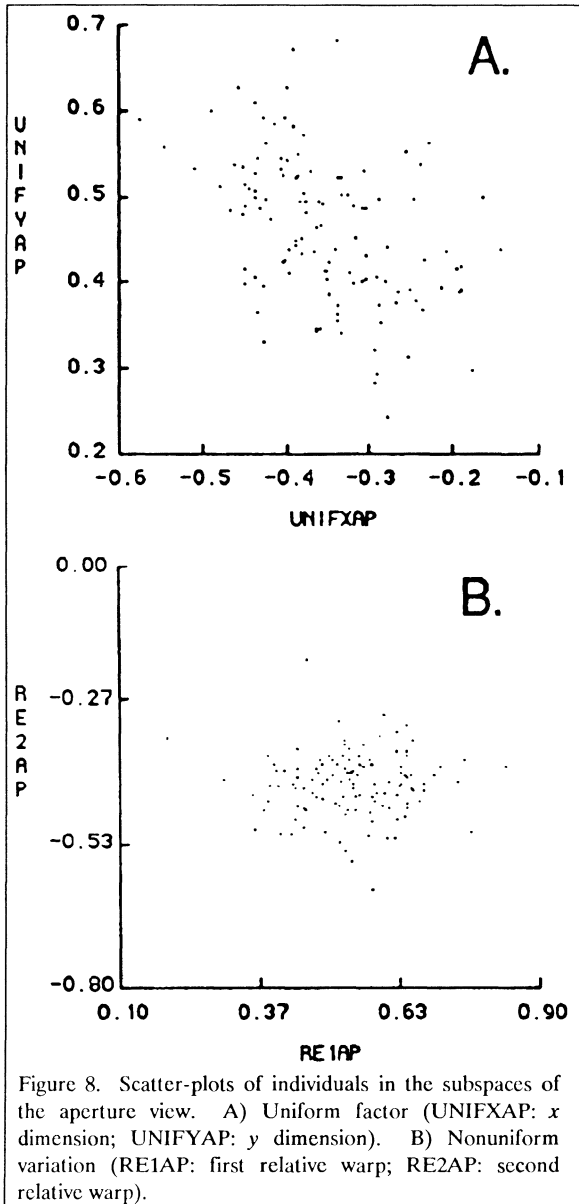 A.
0.7
0.6
0.5
0.4
0.3
0.2
UNIFYAP
-0.6 -0.5 -0.4 -0.3 -0.2 -0.1
UNIFXAP
B.
0.00
-0.27
-0.53
-0.80
RE2AP
0.10 0.37 0.63 0.90
RE1AP
Figure 8. Scatter-plots of individuals in the subspaces of
the aperture view. A) Uniform factor (UNIFXAP: x
dimension; UNIFYAP: y dimension). B) Nonuniform
variation (RE1AP: first relative warp; RE2AP: second
relative warp).